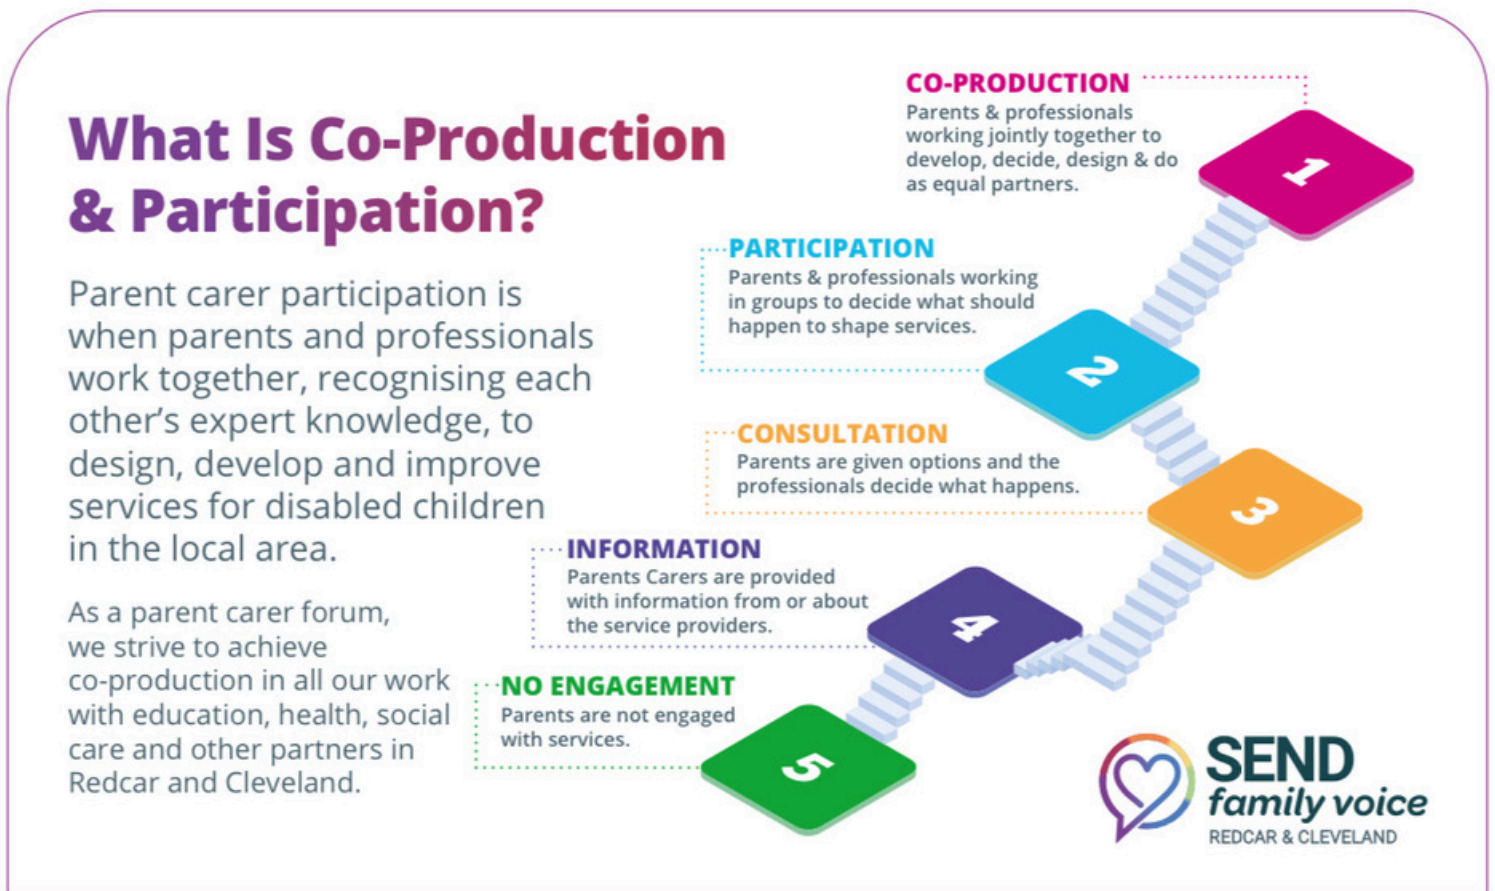 What Is Co-Production
& Participation?
Parent carer participation is
when parents and professionals
work together, recognising each
other’s expert knowledge, to
design, develop and improve
services for disabled children
in the local area.
As a parent carer forum,
we strive to achieve
co-production in all our work
with education, health, social
care and other partners in
Redcar and Cleveland.
CO-PRODUCTION
Parents & professionals
working jointly together to
develop, decide, design & do
as equal partners.
1
PARTICIPATION
Parents & professionals working
in groups to decide what should
happen to shape services.
2
CONSULTATION
Parents are given options and the
professionals decide what happens.
3
INFORMATION
Parents Carers are provided
with information from or about
the service providers.
4
NO ENGAGEMENT
Parents are not engaged
with services.
5
SEND
family voice
REDCAR & CLEVELAND